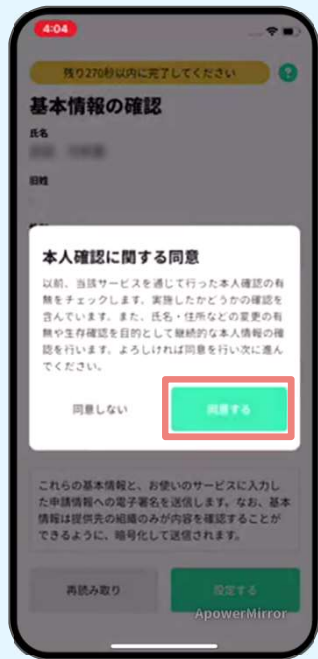 4:04
残り270秒以内に完了してください
?
基本情報の確認
氏名
旧姓
本人確認に関する同意
以前、当該サービスを通じて行った本人確認の有
無をチェックします、実施したかどうかの確認を
含んでいます。また、氏名・住所などの変更の有
無や生存確認を目的として継続的な本人情報の確
認を行います。よろしければ同意を行い次に進ん
でください。
同意しない
同意する
これらの基本情報と、お使いのサービスに入力し
た申請情報への電子署名を送信します。なお、基本
情報は提供先の組織のみが内容を確認することが
できるように、暗号化して送信されます。
再読み取り
設定する
ApowerMirror